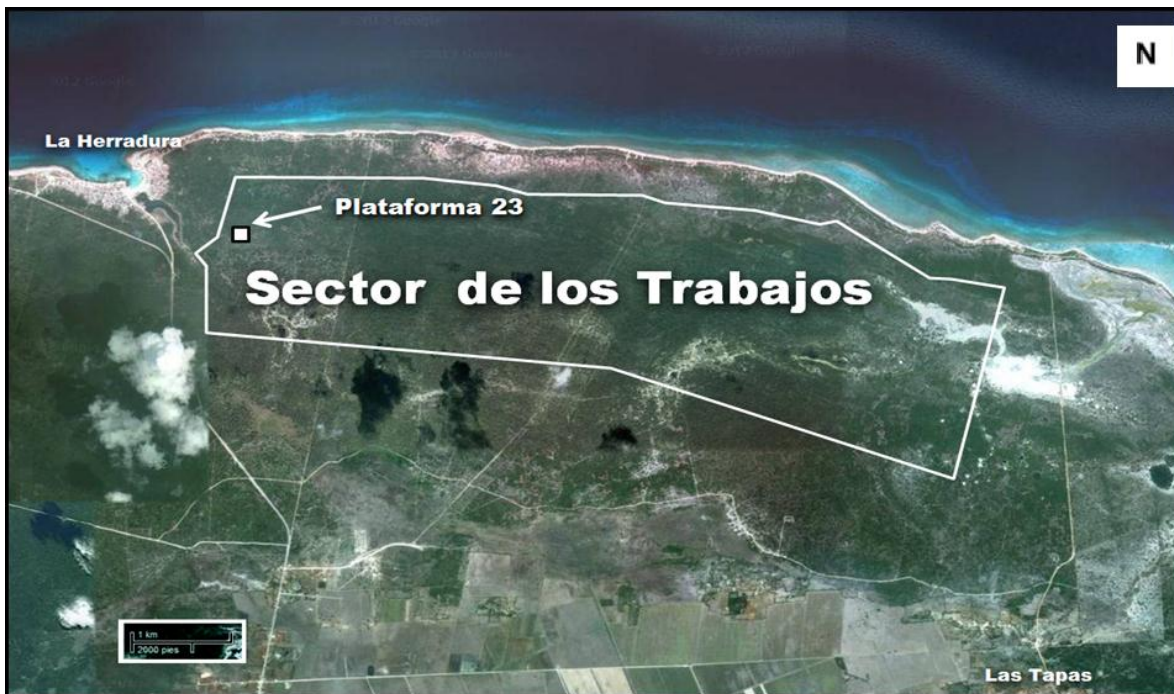 N
La Herradura
Plataforma 23
Sector de los Trabajos
1 km
2000 pies
Las Tapas